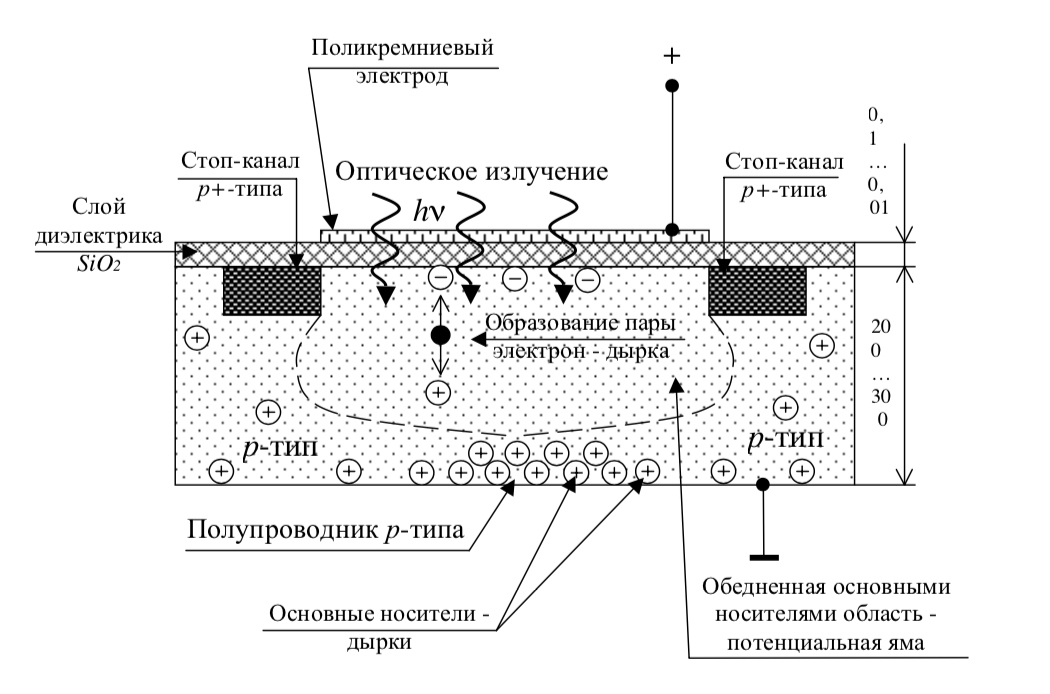 Поликремниевый
электрод
+
0,
1
…
0,
01
Стоп-канал
p+-типа
Оптическое излучение
hν
Стоп-канал
p+-типа
Слой
диэлектрика
SiO2
Образование пары
электрон - дырка
20
0
…
30
0
p-тип
p-тип
Полупроводник p-типа
Обедненная основными
носителями область -
потенциальная яма
Основные носители -
дырки